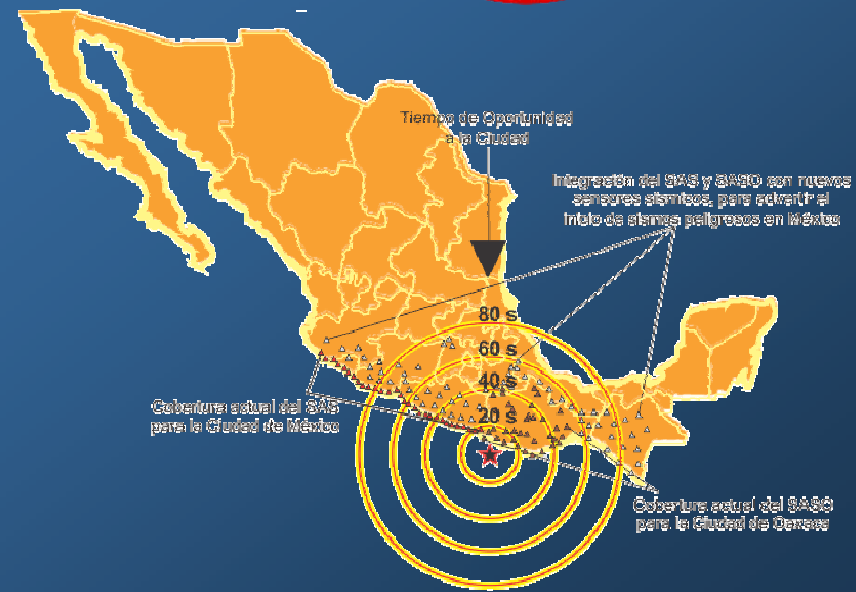 Tiempo de Oportunidad
a la Ciudad
Integración del SAS y SASO con nuevos
sensores sísmicos, para advertir el
inicio de sismos peligrosos en México
80 s
60 s
40 s
20 s
Cobertura actual del SAS
para la Ciudad de México
Cobertura actual del SASO
para la Ciudad de Oaxaca